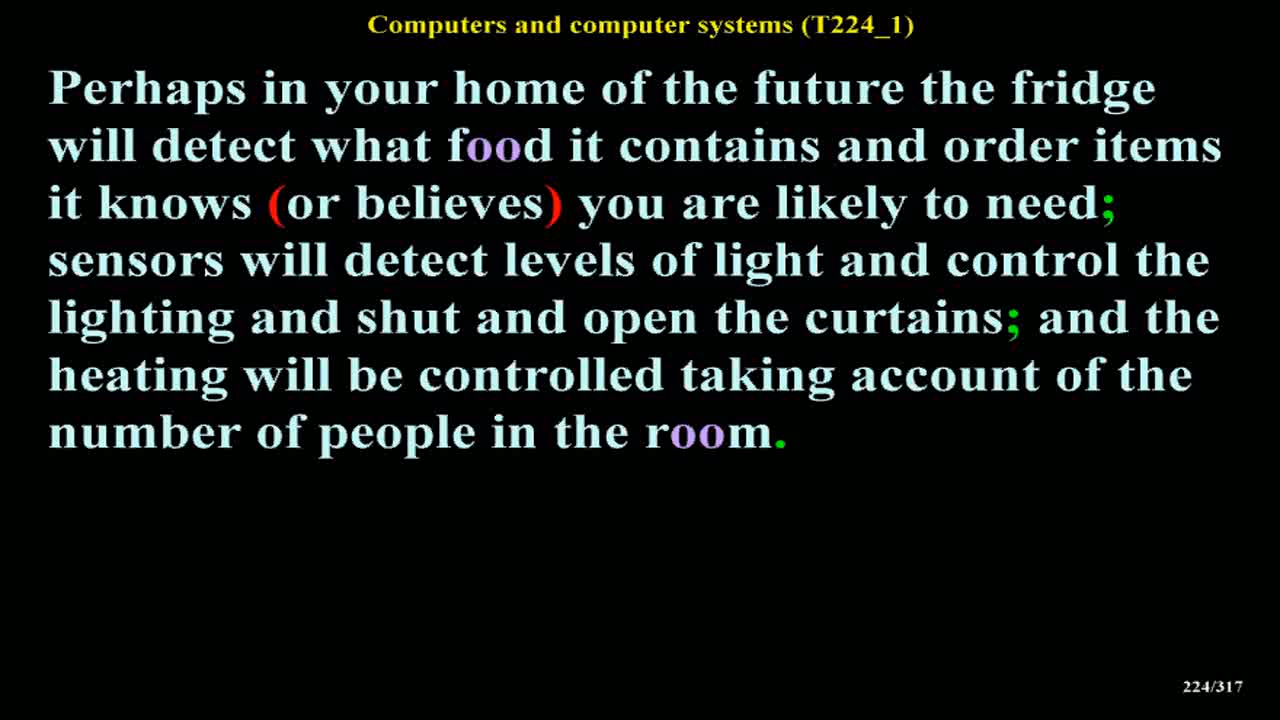 Computers and computer systems (T224_1)
Perhaps in your home of the future the fridge
will detect what food it contains and order items
it knows (or believes) you are likely to need;
sensors will detect levels of light and control the
lighting and shut and open the curtains; and the
heating will be controlled taking account of the
number of people in the room.
224/317